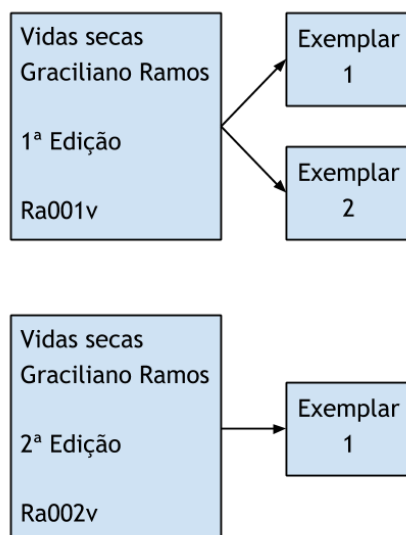 Vidas secas
Graciliano Ramos
1ª Edição
Ra001v
Exemplar
1
Exemplar
2
Vidas secas
Graciliano Ramos
2ª Edição
Ra002v
Exemplar
1